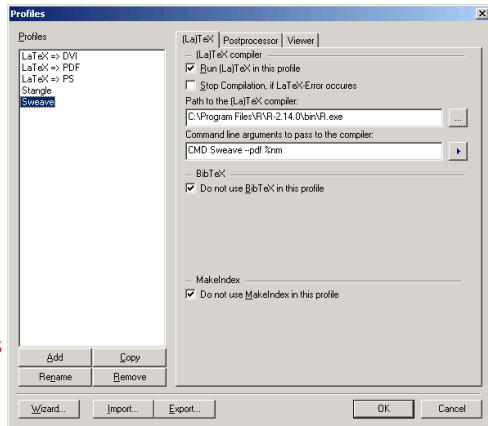 Profiles
Profiles
LaTeX => DVI
LaTeX => PDF
LaTeX => PS
Stangle
Sweave
Add
Copy
Rename
Remove
(La)TeX
Postprocessor
Viewer
(La)TeX compiler
Run (La)TeX in this profile
Stop Compilation, if LaTeX-Error occures
Path to the (La)TeX compiler:
C:\Program Files\R\R-2.14.0\bin\R.exe
...
Command line arguments to pass to the compiler:
CMD Sweave --pdf %nm
BibTeX
Do not use BibTeX in this profile
MakeIndex
Do not use MakeIndex in this profile
Wizard...
Import...
Export...
OK
Cancel